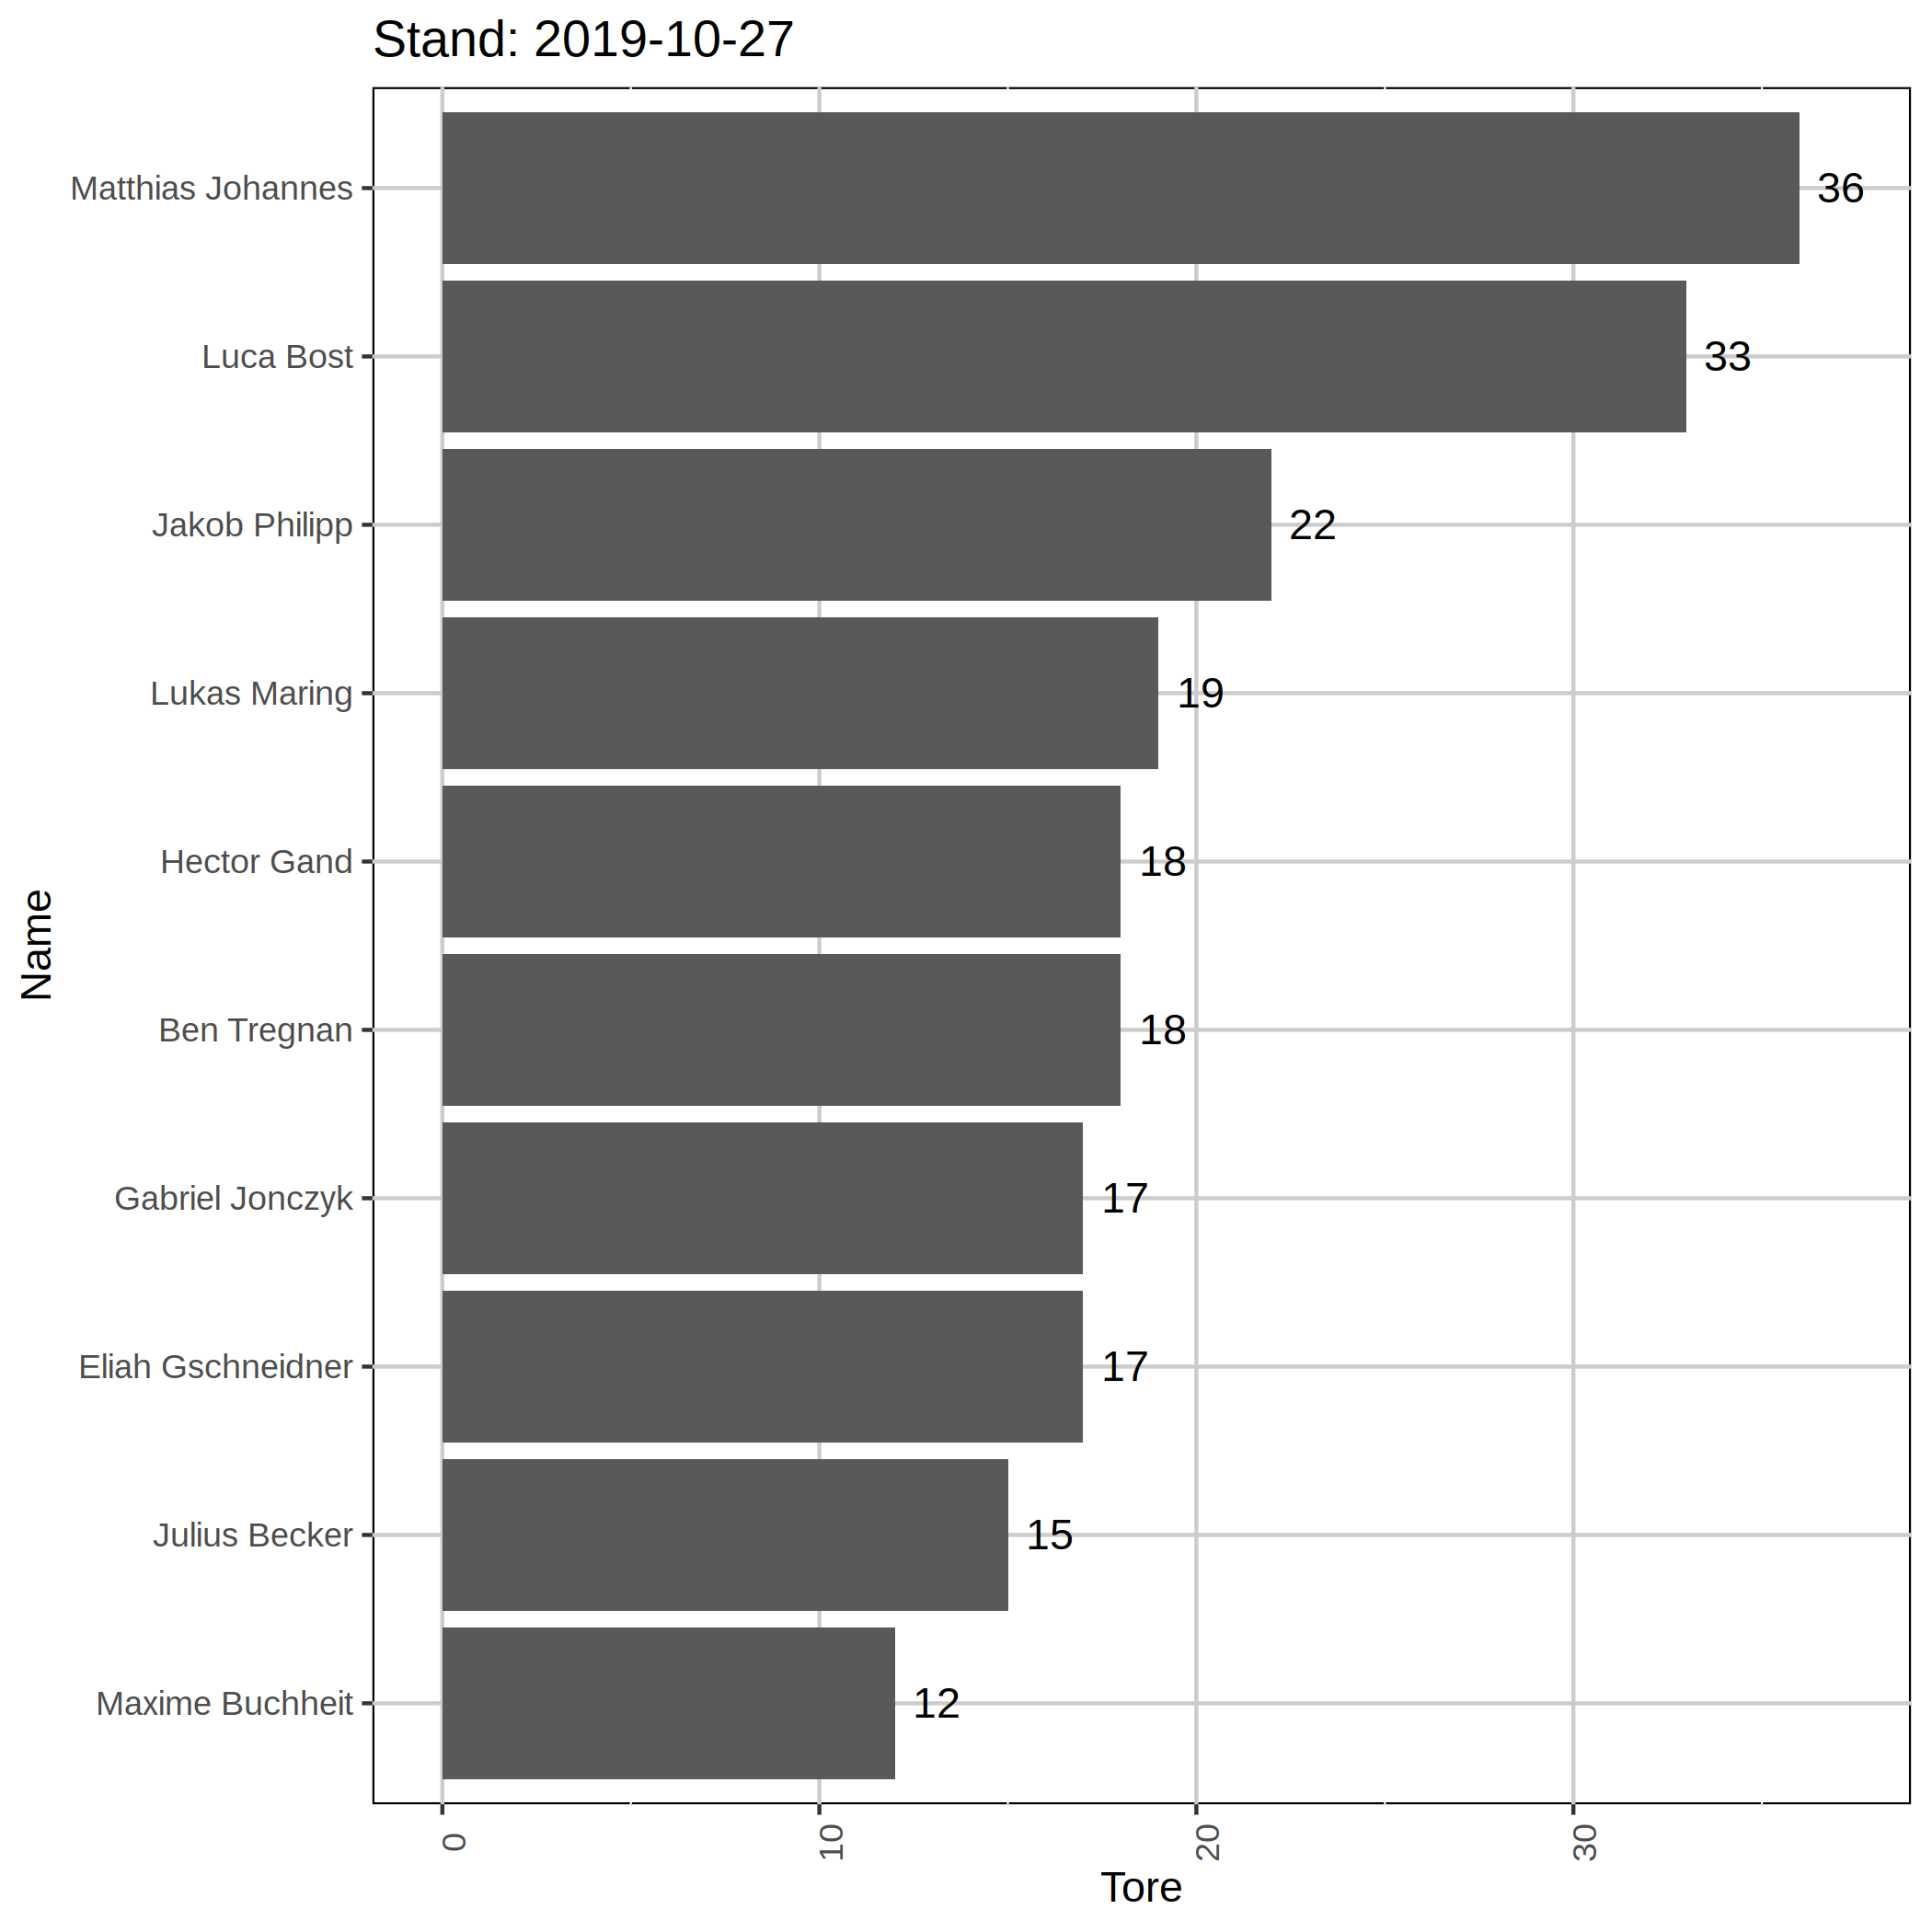 Stand: 2019-10-27
Name
Matthias Johannes 36
Luca Bost 33
Jakob Philipp 22
Lukas Maring 19
Hector Gand 18
Ben Tregnan 18
Gabriel Jonczyk 17
Eliah Gschneidner 17
Julius Becker 15
Maxime Buchheit 12
0 10 20 30
Tore